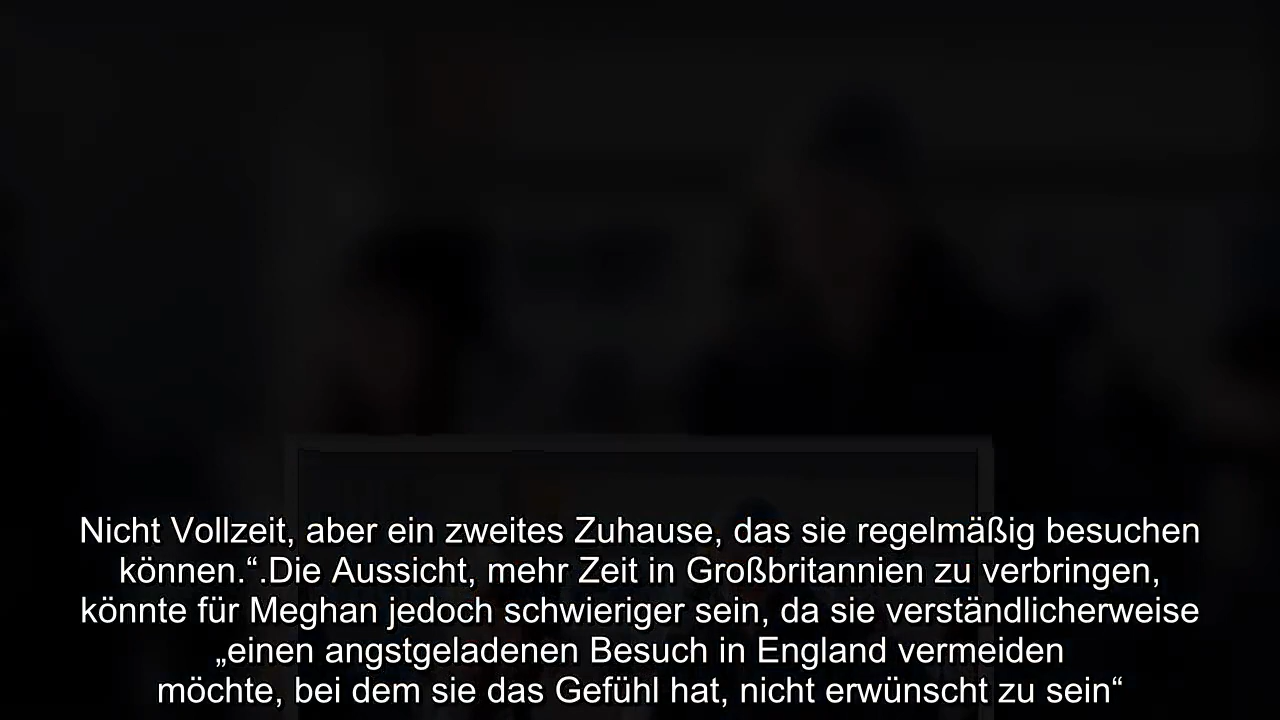 Nicht Vollzeit, aber ein zweites Zuhause, das sie regelmäßig besuchen
können.“.Die Aussicht, mehr Zeit in Großbritannien zu verbringen,
könnte für Meghan jedoch schwieriger sein, da sie verständlicherweise
„einen angstgeladenen Besuch in England vermeiden
möchte, bei dem sie das Gefühl hat, nicht erwünscht zu sein“